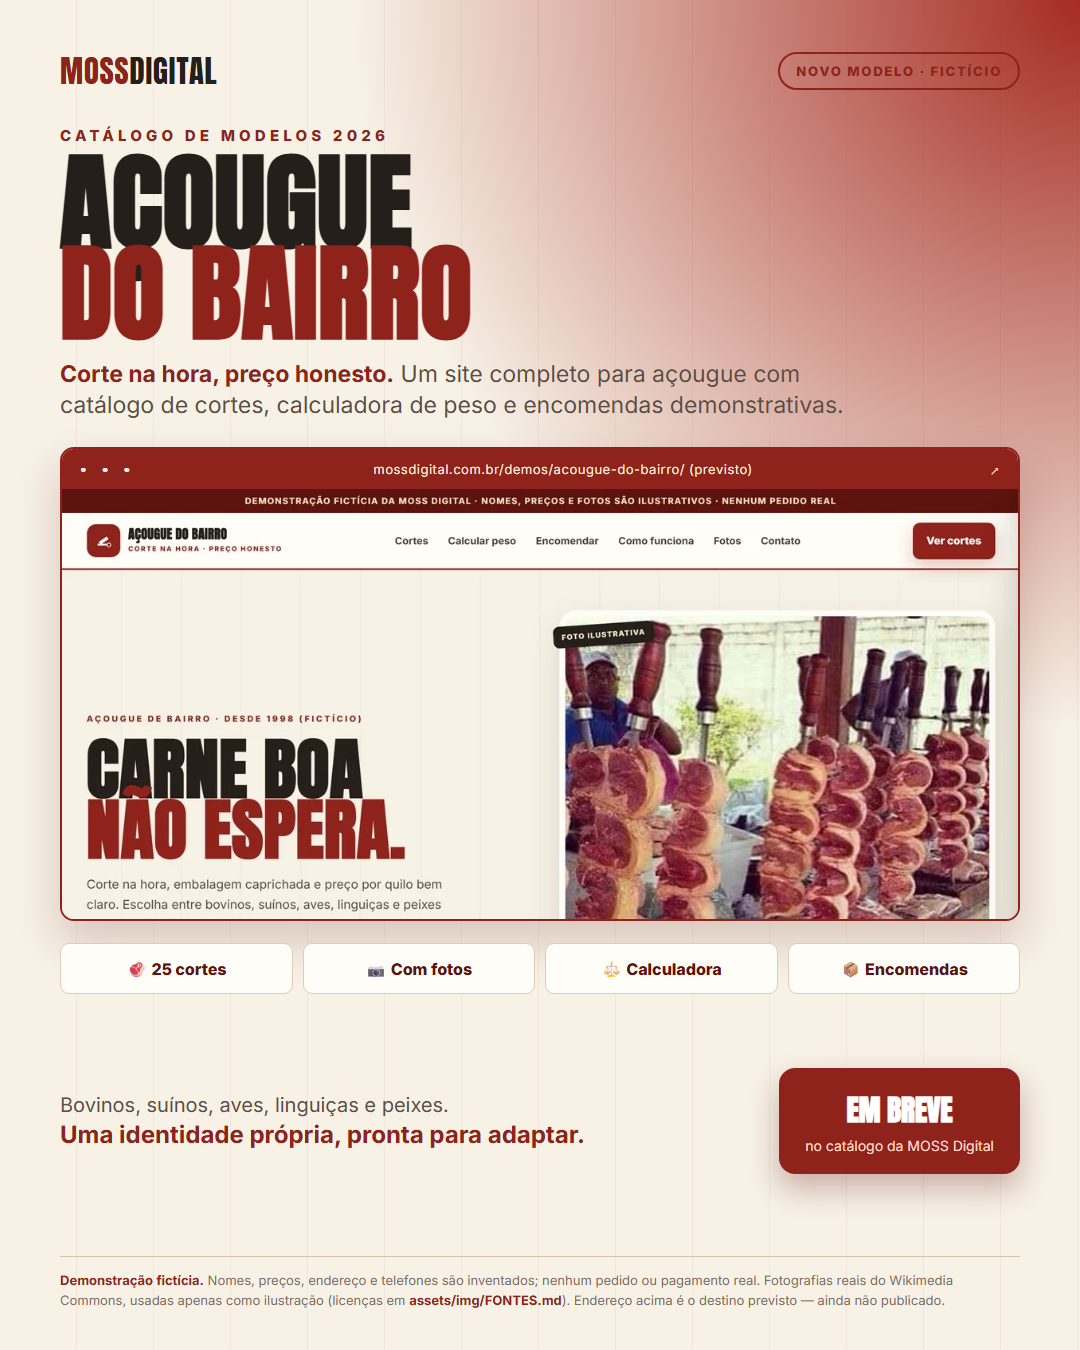 MOSSDIGITAL
NOVO MODELO · FICTÍCIO
CATÁLOGO DE MODELOS 2026
AÇOUGUE
DO BAIRRO
Corte na hora, preço honesto. Um site completo para açougue com
catálogo de cortes, calculadora de peso e encomendas demonstrativas.
mossdigital.com.br/demos/acougue-do-bairro/ (previsto)
DEMONSTRAÇÃO FICTÍCIA DA MOSS DIGITAL · NOMES, PREÇOS E FOTOS SÃO ILUSTRATIVOS · NENHUM PEDIDO REAL
AÇOUGUE DO BAIRRO
CORTE NA HORA · PREÇO HONESTO
Cortes Calcular peso Encomendar Como funciona Fotos Contato
Ver cortes
FOTO ILUSTRATIVA
AÇOUGUE DE BAIRRO · DESDE 1998 (FICTÍCIO)
CARNE BOA
NÃO ESPERA.
Corte na hora, embalagem caprichada e preço por quilo bem
claro. Escolha entre bovinos, suínos, aves, linguiças e peixes
25 cortes
Com fotos
Calculadora
Encomendas
Bovinos, suínos, aves, linguiças e peixes.
Uma identidade própria, pronta para adaptar.
EM BREVE
no catálogo da MOSS Digital
Demonstração fictícia. Nomes, preços, endereço e telefones são inventados; nenhum pedido ou pagamento real. Fotografias reais do Wikimedia
Commons, usadas apenas como ilustração (licenças em assets/img/FONTES.md). Endereço acima é o destino previsto — ainda não publicado.